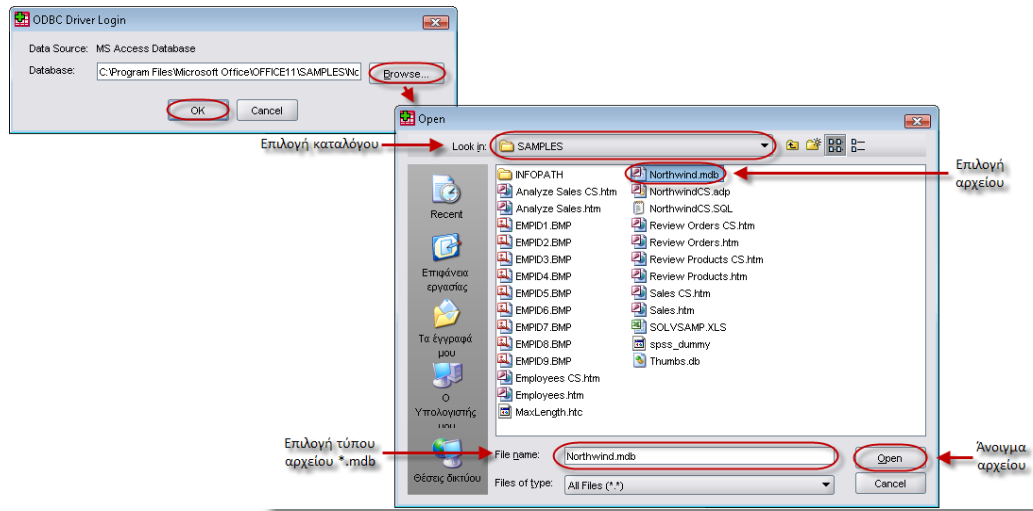 ODBC Driver Login
Data Source: MS Access Database
Database: C:\Program Files\Microsoft Office\OFFICE11\SAMPLES\Nc
Browse...
OK
Cancel
Open
Επιλογή καταλόγου
Look in: SAMPLES
Επιλογή
αρχείου
Recent
Επιφάνεια
εργασίας
Τα έγγραφά
μου
Ο
Υπολογιστής
μου
Θέσεις δικτύου
INFOPATH
Analyze Sales CS.htm
Analyze Sales.htm
EMPID1.BMP
EMPID2.BMP
EMPID3.BMP
EMPID4.BMP
EMPID5.BMP
EMPID6.BMP
EMPID7.BMP
EMPID8.BMP
EMPID9.BMP
Employees CS.htm
Employees.htm
MaxLength.htc
Northwind.mdb
NorthwindCS.adp
NorthwindCS.SQL
Review Orders CS.htm
Review Orders.htm
Review Products CS.htm
Review Products.htm
Sales CS.htm
Sales.htm
SOLVSAMP.XLS
spss_dummy
Thumbs.db
Επιλογή τύπου
αρχείου *.mdb
File name: Northwind.mdb
Open
Άνοιγμα
αρχείου
Files of type: All Files (*.*)
Cancel